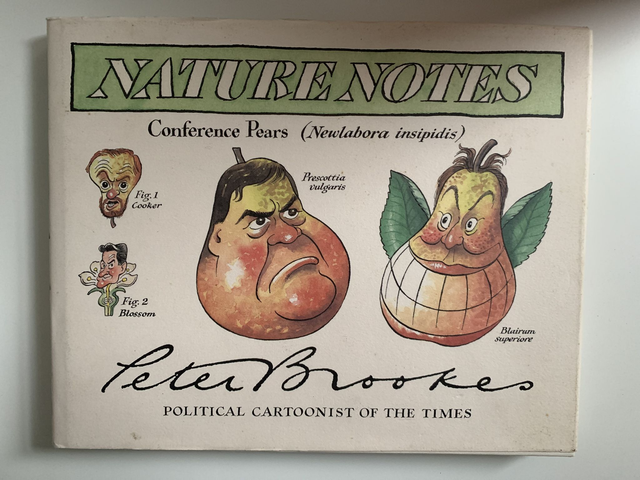 NATURE NOTES
Conference Pears (Newlabora insipidis)
Fig. 1
Cooker
Prescottia
vulgaris
Fig. 2
Blossom
Blairum
superiore
Peter Brookes
POLITICAL CARTOONIST OF THE TIMES